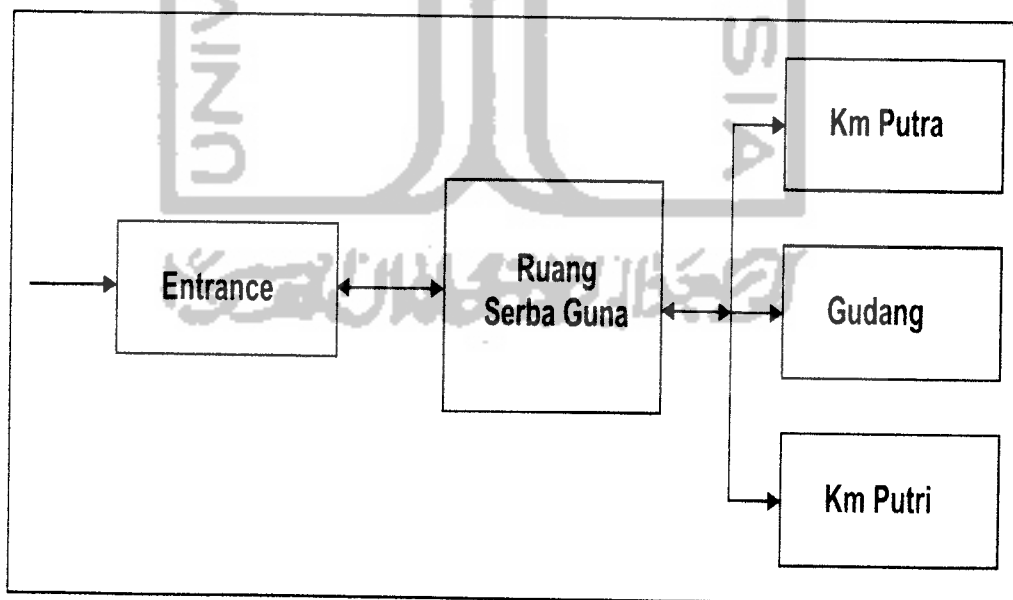 Entrance
Ruang
Serba Guna
Km Putra
Gudang
Km Putri